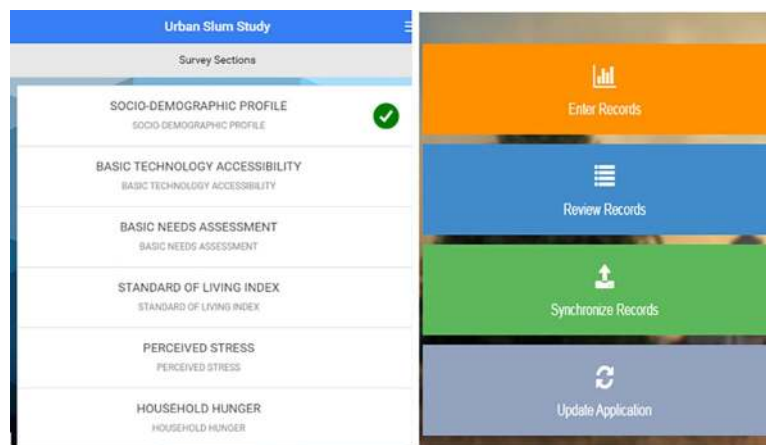 Urban Slum Study
Survey Sections
SOCIO-DEMOGRAPHIC PROFILE
SOCIO-DEMOGRAPHIC PROFILE
BASIC TECHNOLOGY ACCESSIBILITY
BASIC TECHNOLOGY ACCESSIBILITY
BASIC NEEDS ASSESSMENT
BASIC NEEDS ASSESSMENT
STANDARD OF LIVING INDEX
STANDARD OF LIVING INDEX
PERCEIVED STRESS
PERCEIVED STRESS
HOUSEHOLD HUNGER
HOUSEHOLD HUNGER
Enter Records
Review Records
Synchronize Records
Update Application